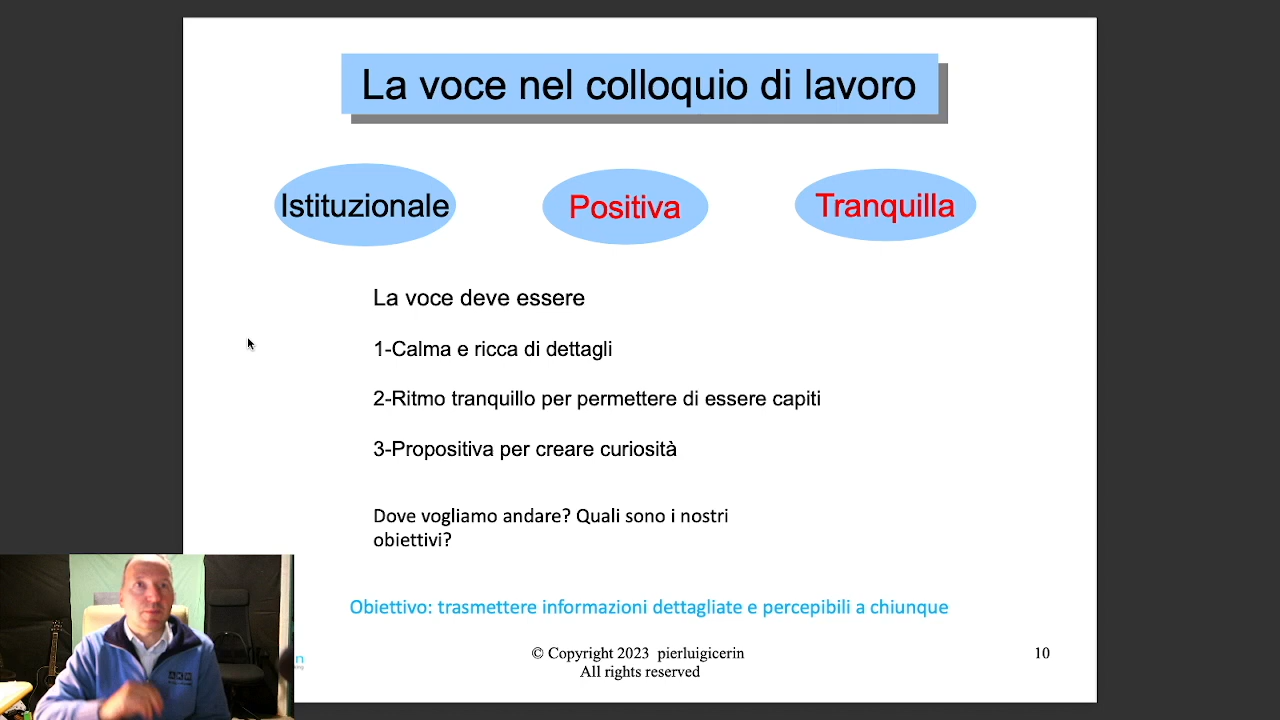 La voce nel colloquio di lavoro
Istituzionale
Positiva
Tranquilla
La voce deve essere
1-Calma e ricca di dettagli
2-Ritmo tranquillo per permettere di essere capiti
3-Propositiva per creare curiosità
Dove vogliamo andare? Quali sono i nostri
obiettivi?
Obiettivo: trasmettere informazioni dettagliate e percepibili a chiunque
© Copyright 2023 pierluigicerin
All rights reserved
10